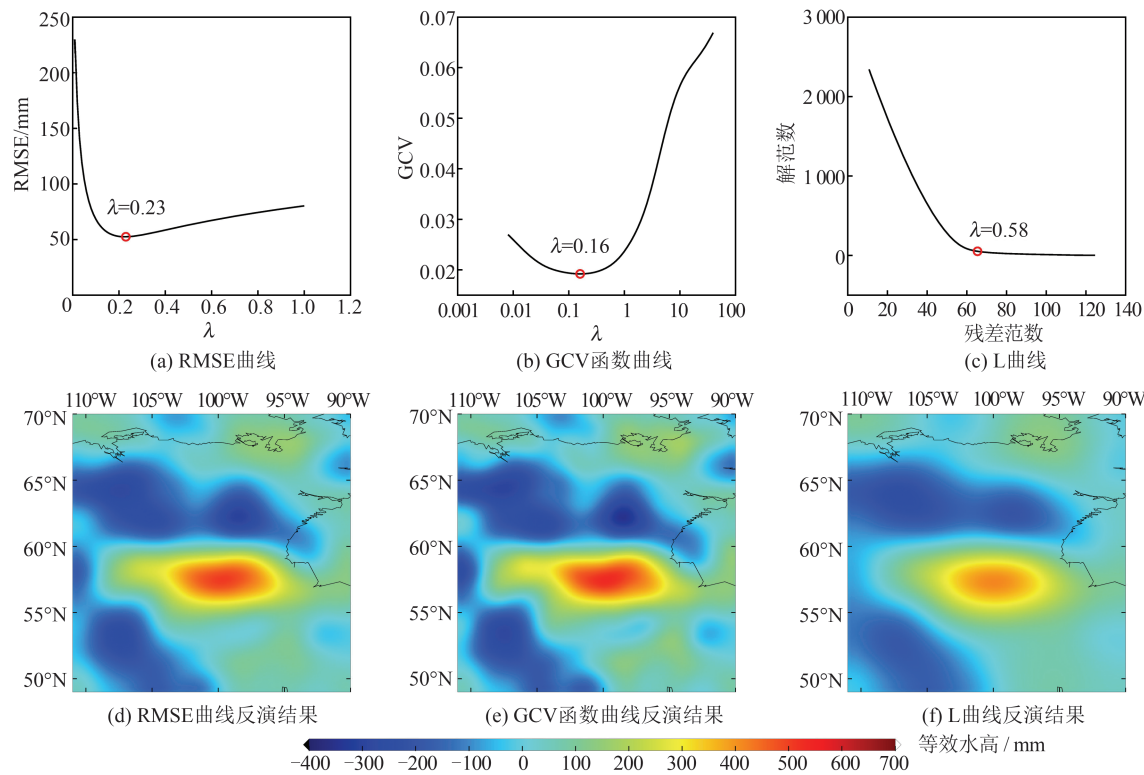 250
200
150
100
50
0
0.2
0.4
0.6
0.8
1.0
1.2
RMSE/mm
λ=0.23
λ
(a) RMSE曲线
0.07
0.06
0.05
0.04
0.03
0.02
0.001
0.01
0.1
1
10
100
GCV
λ=0.16
λ
(b) GCV函数曲线
3 000
2 000
1 000
0
0
20
40
60
80
100
120
140
解范数
λ=0.58
残差范数
(c) L曲线
110°W 105°W 100°W 95°W 90°W
70°N
65°N
60°N
55°N
50°N
(d) RMSE曲线反演结果
110°W 105°W 100°W 95°W 90°W
70°N
65°N
60°N
55°N
50°N
(e) GCV函数曲线反演结果
110°W 105°W 100°W 95°W 90°W
70°N
65°N
60°N
55°N
50°N
(f) L曲线反演结果
−400 −300 −200 −100 0 100 200 300 400 500 600 700
等效水高 / mm